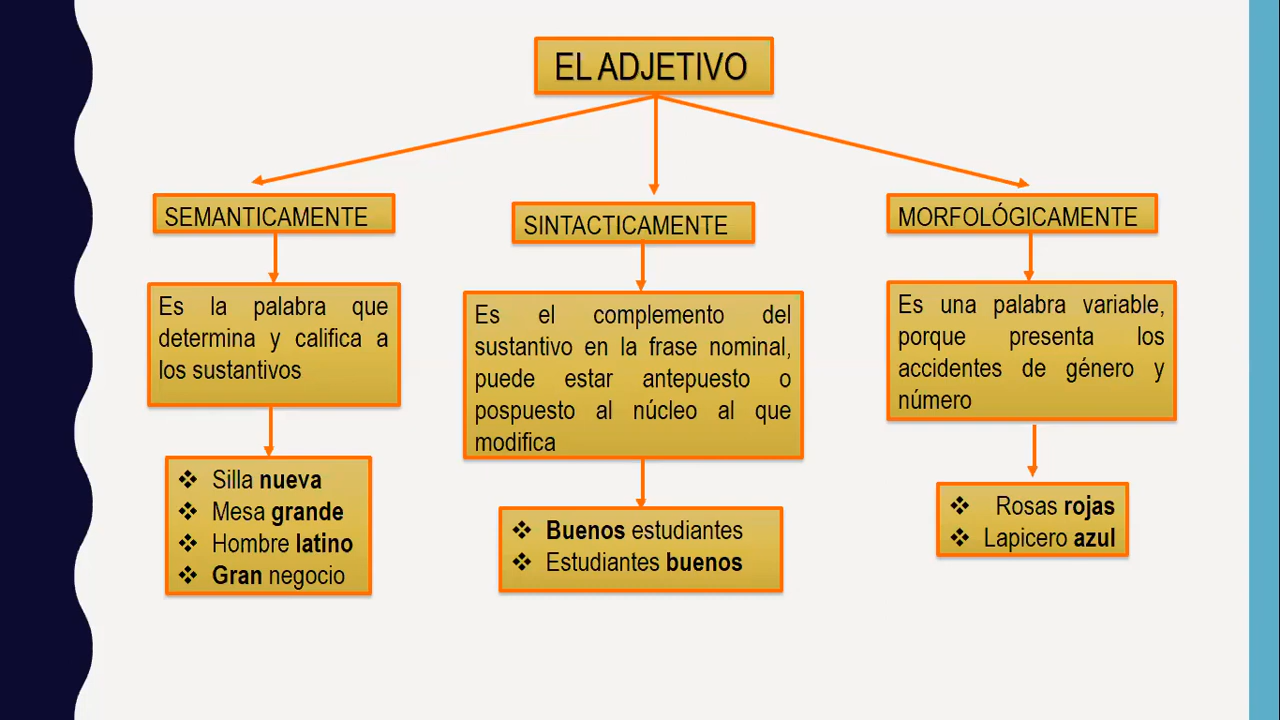 EL ADJETIVO
SEMANTICAMENTE
Es la palabra que
determina y califica a
los sustantivos
❖ Silla nueva
❖ Mesa grande
❖ Hombre latino
❖ Gran negocio
SINTACTICAMENTE
Es el complemento del
sustantivo en la frase nominal,
puede estar antepuesto o
pospuesto al núcleo al que
modifica
❖ Buenos estudiantes
❖ Estudiantes buenos
MORFOLÓGICAMENTE
Es una palabra variable,
porque presenta los
accidentes de género y
número
❖ Rosas rojas
❖ Lapicero azul